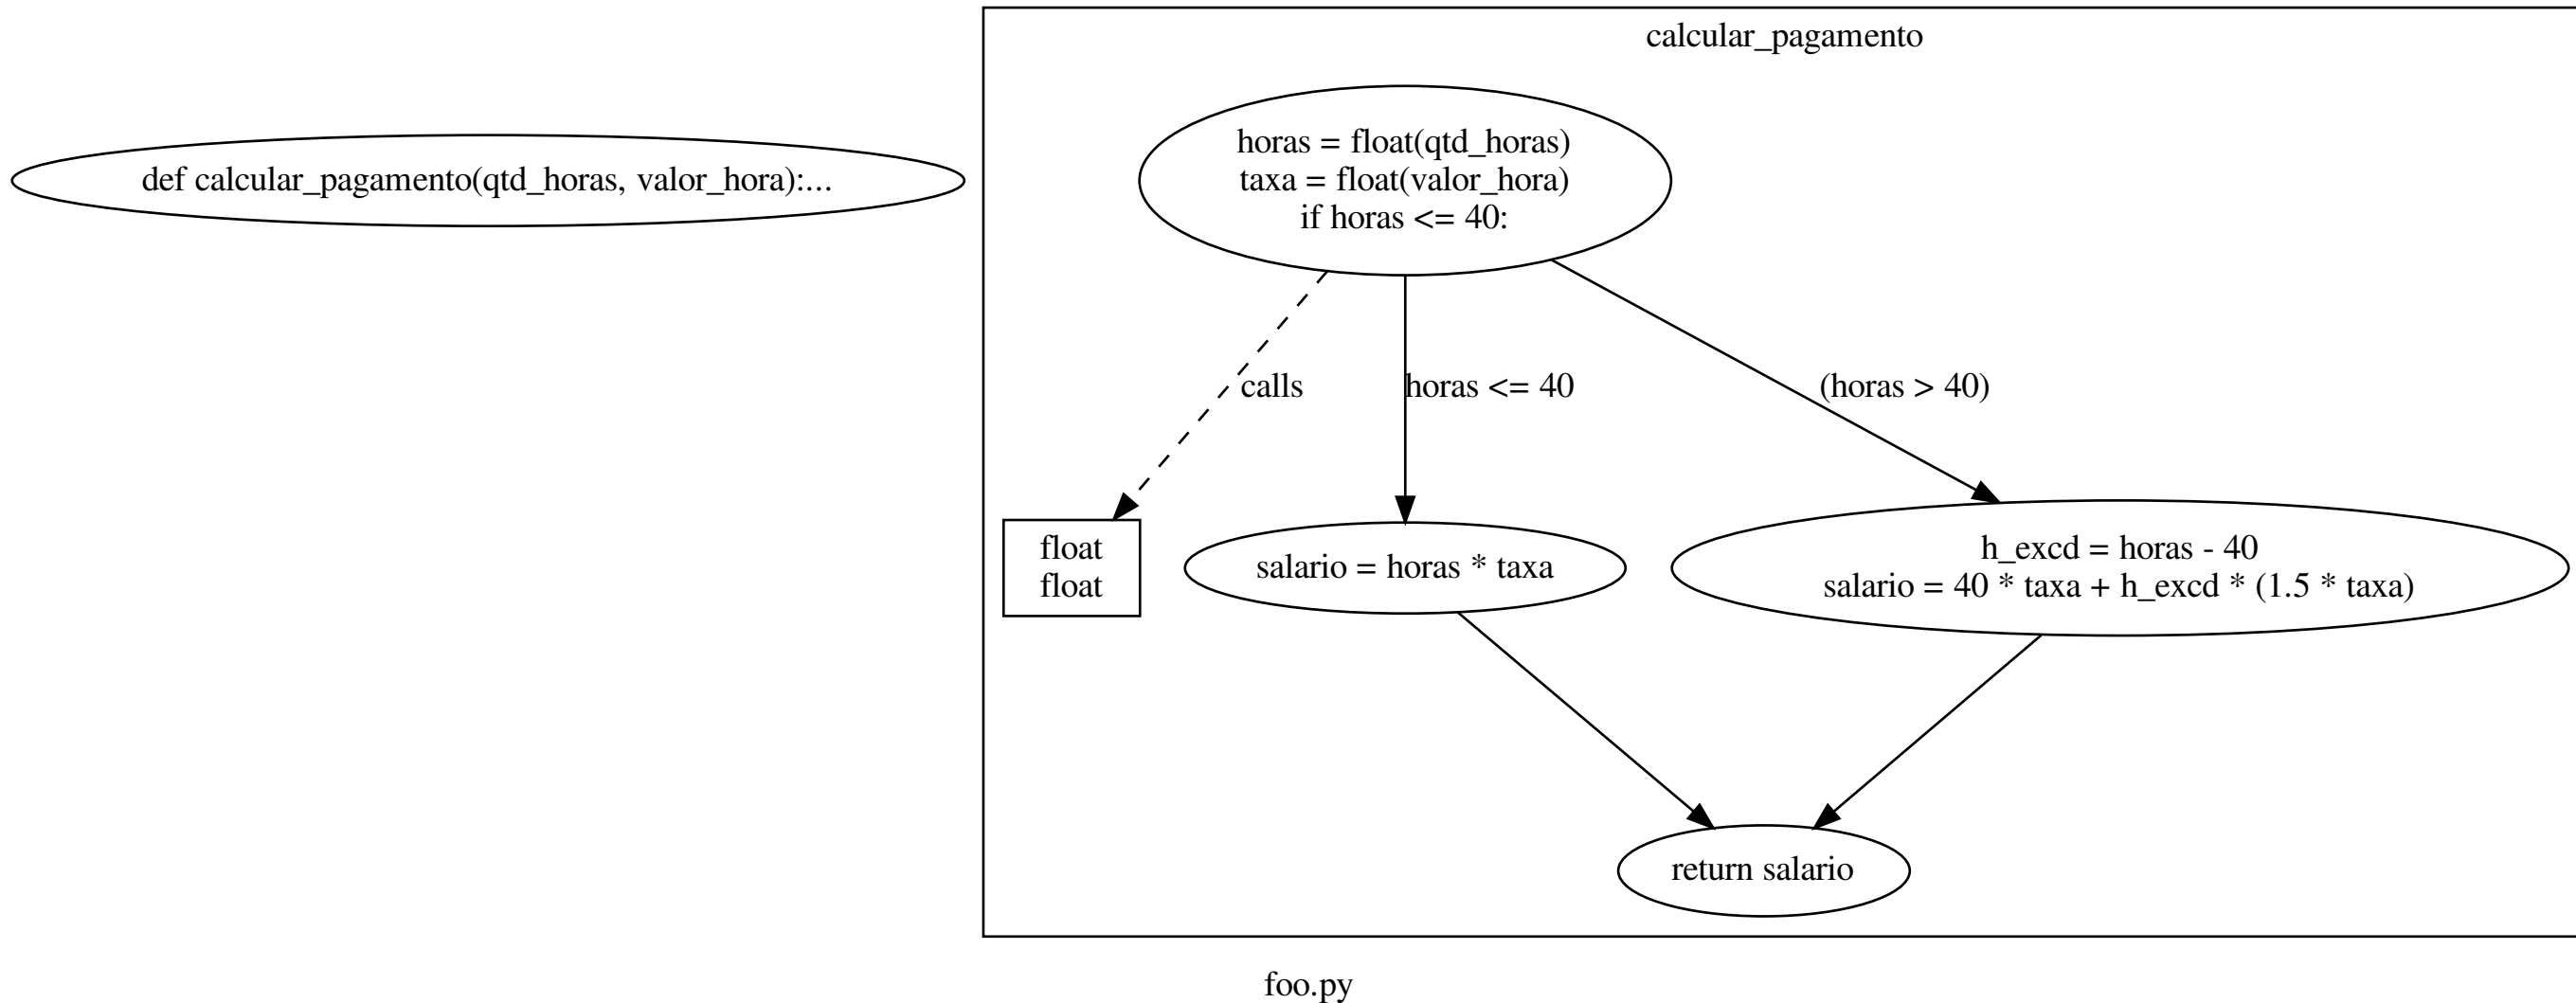 calcular_pagamento
def calcular_pagamento(qtd_horas, valor_hora):...
horas = float(qtd_horas)
taxa = float(valor_hora)
if horas <= 40:
calls
horas <= 40
(horas > 40)
float
float
salario = horas * taxa
h_excd = horas - 40
salario = 40 * taxa + h_excd * (1.5 * taxa)
return salario
foo.py